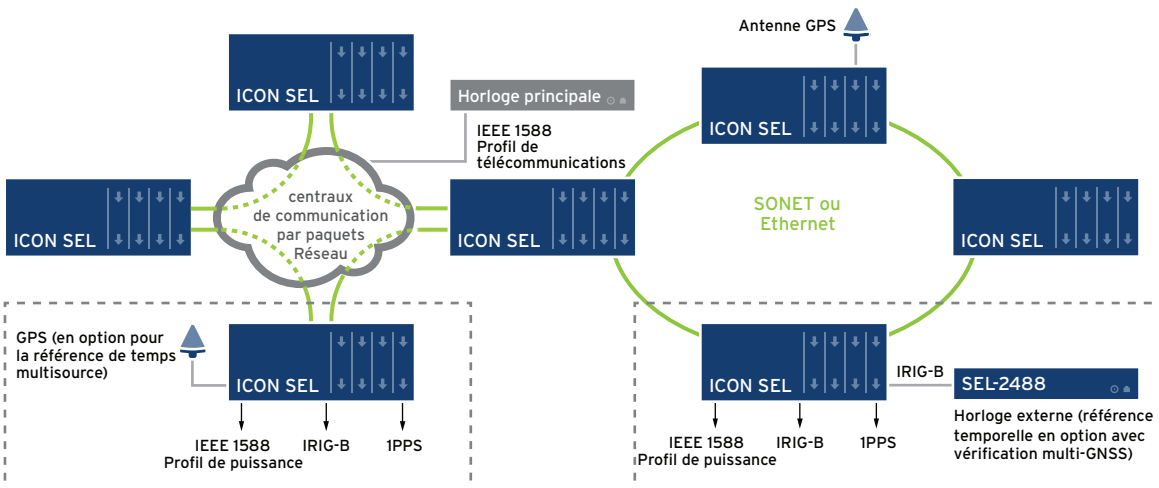 Antenne GPS
ICON SEL
Horloge principale
ICON SEL
IEEE 1588
Profil de
télécommunications
ICON SEL
centraux
de communication
par paquets
Réseau
ICON SEL
SONET ou
Ethernet
ICON SEL
GPS (en option pour
la référence de temps
multisource)
ICON SEL
IEEE 1588
Profil de puissance
IRIG-B
1PPS
ICON SEL
IRIG-B
SEL-2488
Horloge externe (référence
temporelle en option avec
vérification multi-GNSS)
IEEE 1588
Profil de puissance
IRIG-B
1PPS